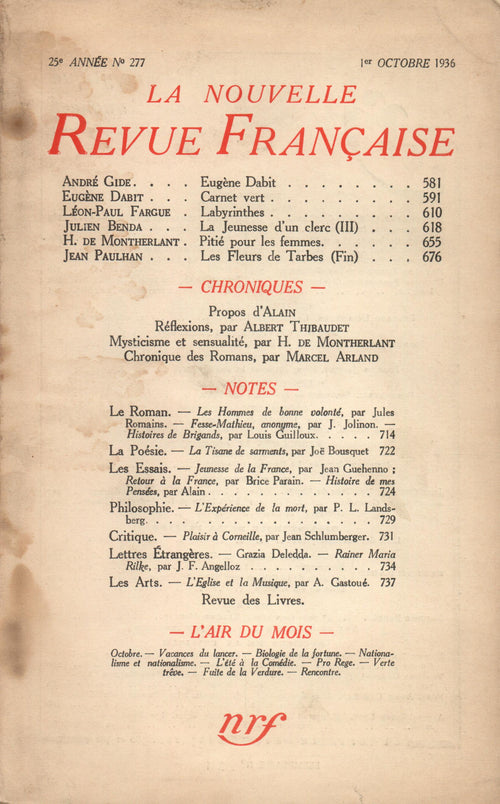 25e ANNÉE No 277 1er OCTOBRE 1936
LA NOUVELLE
REVUE FRANÇAISE
ANDRÉ GIDE. . . . Eugène Dabit . . . . . . . . 581
EUGÈNE DABIT . . . Carnet vert . . . . . . . . . 591
LÉON-PAUL FARGUE . Labyrinthes . . . . . . . . . 610
JULIEN BENDA . . . La Jeunesse d'un clerc (III) . . . 618
H. DE MONTHERLANT . Pitié pour les femmes. . . . . . 655
JEAN PAULHAN . . . Les Fleurs de Tarbes (Fin) . . . 676
— CHRONIQUES —
Propos d'ALAIN
Réflexions, par ALBERT THIBAUDET
Mysticisme et sensualité, par H. DE MONTHERLANT
Chronique des Romans, par MARCEL ARLAND
— NOTES —
Le Roman. — Les Hommes de bonne volonté, par Jules
Romains. — Fesse-Mathieu, anonyme, par J. Jolinon. —
Histoires de Brigands, par Louis Guilloux. . . . . . 714
La Poésie. — La Tisane de sarments, par Joë Bousquet 722
Les Essais. — Jeunesse de la France, par Jean Guehenno ;
Retour à la France, par Brice Parain. — Histoire de mes
Pensées, par Alain . . . . . . . . . . . . . . . . 724
Philosophie. — L'Expérience de la mort, par P. L. Lands-
berg. . . . . . . . . . . . . . . . . . . . . . . 729
Critique. — Plaisir à Corneille, par Jean Schlumberger. 731
Lettres Étrangères. — Grazia Deledda. — Rainer Maria
Rilke, par J. F. Angelloz . . . . . . . . . . 734
Les Arts. — L'Eglise et la Musique, par A. Gastoué. 737
Revue des Livres.
— L'AIR DU MOIS —
Octobre. — Vacances du lancer. — Biologie de la fortune. — Nationa-
lisme et nationalisme. — L'été à la Comédie. — Pro Rege. — Verte
trêve. — Fuite de la Verdure. — Rencontre.
nrf